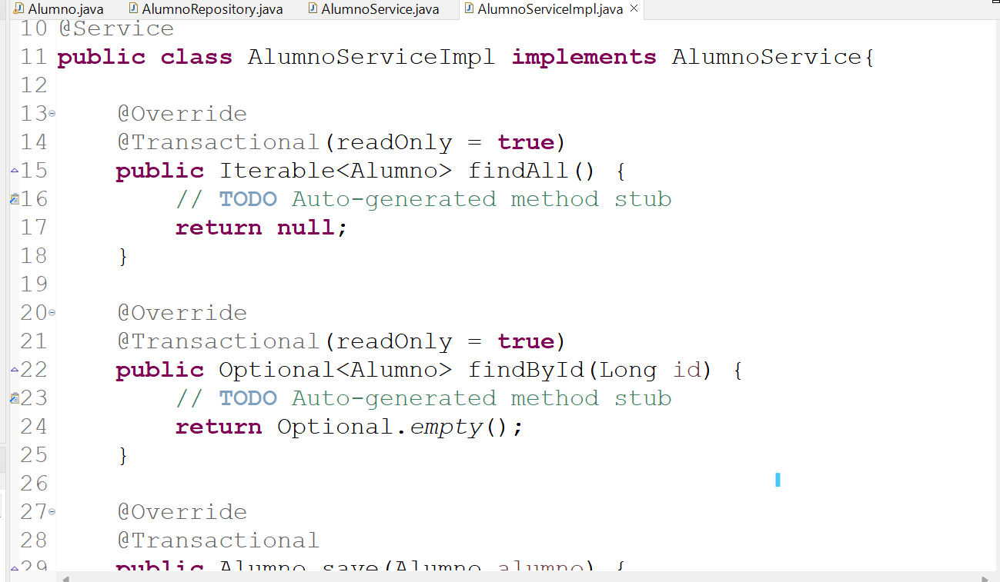 Alumno.java AlumnoRepository.java AlumnoService.java AlumnoServiceImpl.java
10 @Service
11 public class AlumnoServiceImpl implements AlumnoService{
12
13 @Override
14 @Transactional(readOnly = true)
15 public Iterable<Alumno> findAll() {
16 // TODO Auto-generated method stub
17 return null;
18 }
19
20 @Override
21 @Transactional(readOnly = true)
22 public Optional<Alumno> findById(Long id) {
23 // TODO Auto-generated method stub
24 return Optional.empty();
25 }
26
27 @Override
28 @Transactional
29 public Alumno save(Alumno alumno) {